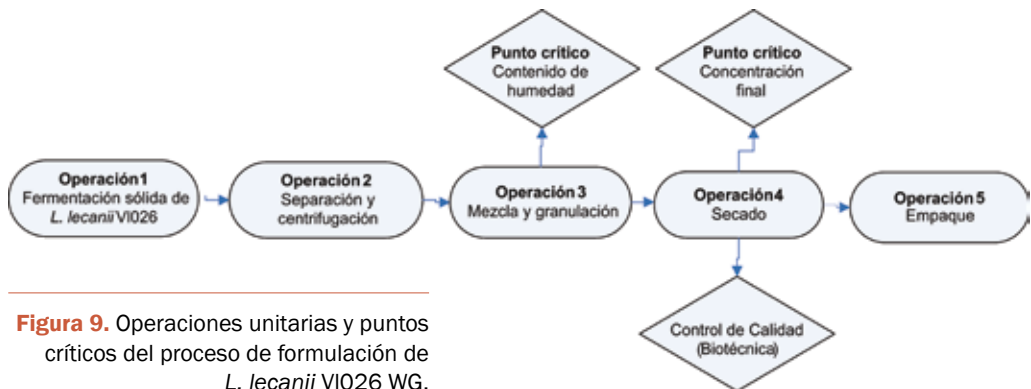 Punto crítico
Contenido de
humedad
Punto crítico
Concentración
final
Operación 1
Fermentación sólida de
L. lecanii Vl026
Operación 2
Separación y
centrifugación
Operación 3
Mezcla y granulación
Operación 4
Secado
Operación 5
Empaque
Control de Calidad
(Biotécnica)
Figura 9. Operaciones unitarias y puntos
críticos del proceso de formulación de
L. lecanii Vl026 WG.